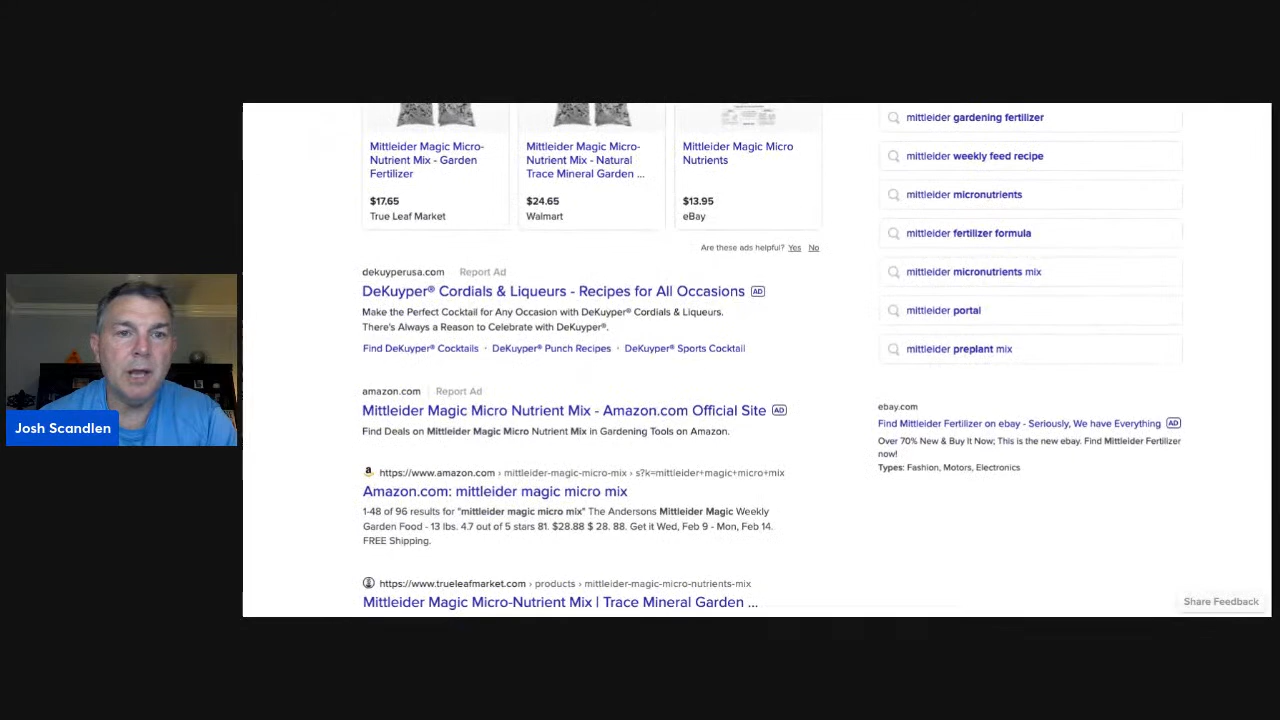 Mittleider Magic Micro-
Nutrient Mix - Garden
Fertilizer
$17.65
True Leaf Market
Mittleider Magic Micro-
Nutrient Mix - Natural
Trace Mineral Garden ...
$24.65
Walmart
Mittleider Magic Micro
Nutrients
$13.95
eBay
Are these ads helpful? Yes No
dekuyperusa.com Report Ad
DeKuyper® Cordials & Liqueurs - Recipes for All Occasions AD
Make the Perfect Cocktail for Any Occasion with DeKuyper® Cordials & Liqueurs.
There's Always a Reason to Celebrate with DeKuyper®.
Find DeKuyper® Cocktails · DeKuyper® Punch Recipes · DeKuyper® Sports Cocktail
amazon.com Report Ad
Mittleider Magic Micro Nutrient Mix - Amazon.com Official Site AD
Find Deals on Mittleider Magic Micro Nutrient Mix in Gardening Tools on Amazon.
https://www.amazon.com › mittleider-magic-micro-mix › s?k=mittleider+magic+micro+mix
Amazon.com: mittleider magic micro mix
1-48 of 96 results for "mittleider magic micro mix" The Andersons Mittleider Magic Weekly
Garden Food - 13 lbs. 4.7 out of 5 stars 81. $28.88 $ 28. 88. Get it Wed, Feb 9 - Mon, Feb 14.
FREE Shipping.
https://www.trueleafmarket.com › products › mittleider-magic-micro-nutrients-mix
Mittleider Magic Micro-Nutrient Mix | Trace Mineral Garden ...
mittleider gardening fertilizer
mittleider weekly feed recipe
mittleider micronutrients
mittleider fertilizer formula
mittleider micronutrients mix
mittleider portal
mittleider preplant mix
ebay.com
Find Mittleider Fertilizer on ebay - Seriously, We have Everything AD
Over 70% New & Buy It Now; This is the new ebay. Find Mittleider Fertilizer
now!
Types: Fashion, Motors, Electronics
Share Feedback
Josh Scandlen